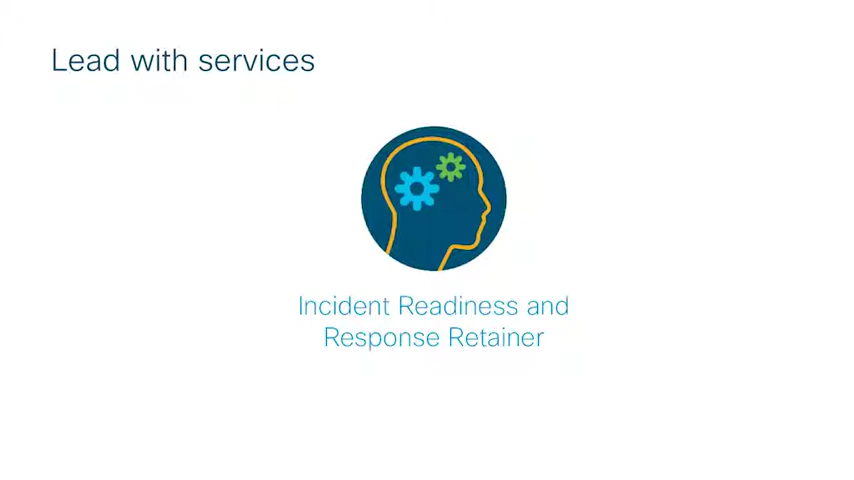 Lead with services
Incident Readiness and
Response Retainer